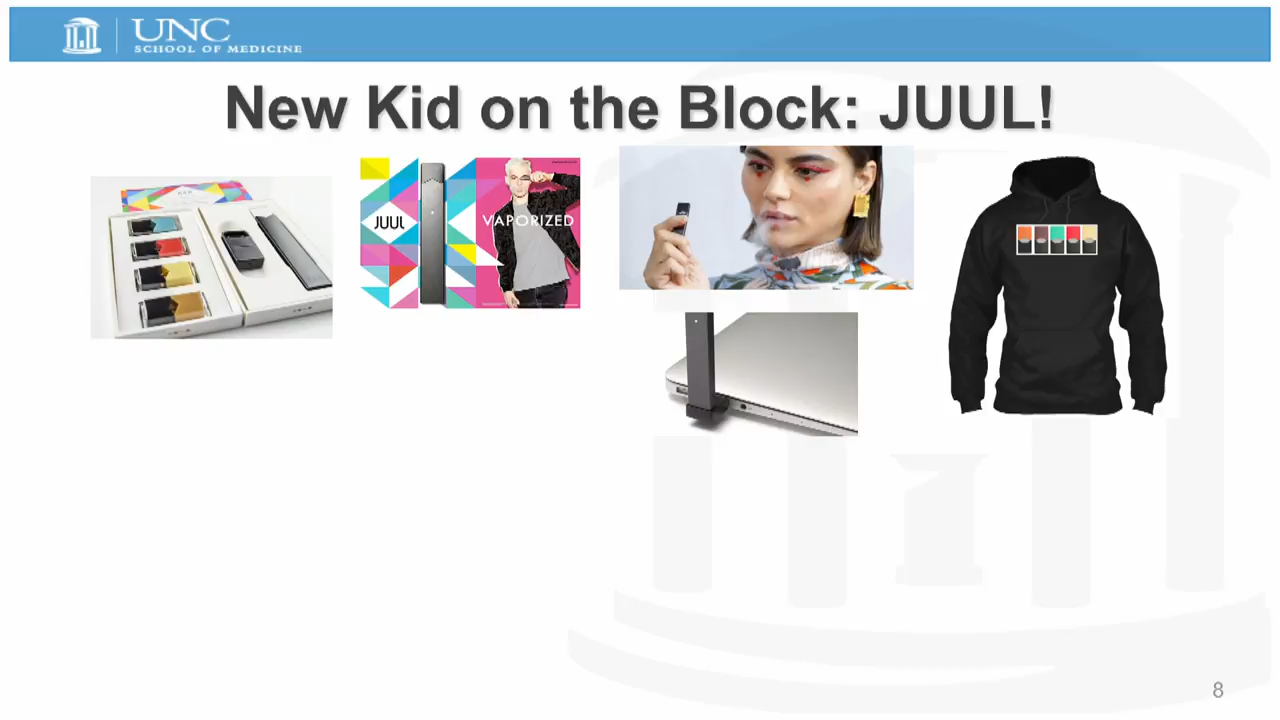 UNC
SCHOOL OF MEDICINE
New Kid on the Block: JUUL!
JUUL
VAPORIZED
8